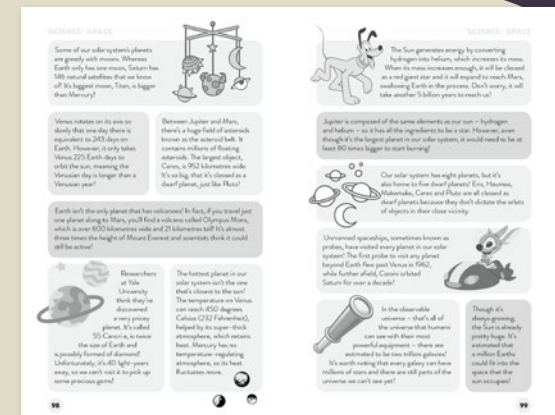 SCIENCE: SPACE
Some of our solar system's planets
are greedy with moons. Whereas
Earth only has one moon, Saturn has
146 natural satellites that we know
of! It's biggest moon, Titan, is bigger
than Mercury!
Venus rotates on its axis so
slowly that one day there is
equivalent to 243 days on
Earth. However, it only takes
Venus 225 Earth days to
orbit the sun, meaning the
Venusian day is longer than a
Venusian year!
Between Jupiter and Mars,
there's a huge field of asteroids
known as the asteroid belt. It
contains millions of floating
asteroids. The largest object,
Ceres, is 952 kilometres wide.
It's so big, that it's classed as a
dwarf planet, just like Pluto!
Earth isn't the only planet that has volcanoes! In fact, if you travel just
one planet along to Mars, you'll find a volcano called Olympus Mons,
which is over 600 kilometres wide and 21 kilometres tall! It's almost
three times the height of Mount Everest and scientists think it could
still be active!
Researchers
at Yale
University
think they've
discovered
a very pricey
planet. It's called
55 Cancri e, is twice
the size of Earth and
is possibly formed of diamond!
Unfortunately, it's 40 light-years
away, so we can't visit it to pick up
some precious gems!
The hottest planet in our
solar system isn't the one
that's closest to the sun!
The temperature on Venus
can reach 450 degrees
Celsius (232 Fahrenheit),
helped by its super-thick
atmosphere, which retains
heat. Mercury has no
temperature-regulating
atmosphere, so its heat
fluctuates more.
98
SCIENCE: SPACE
The Sun generates energy by converting
hydrogen into helium, which increases its mass.
When its mass increases enough, it will be classed
as a red giant star and it will expand to reach Mars,
swallowing Earth in the process. Don't worry, it will
take another 5 billion years to reach us!
Jupiter is composed of the same elements as our sun – hydrogen
and helium – so it has all the ingredients to be a star. However, even
though it's the largest planet in our solar system, it would need to be at
least 80 times bigger to start burning!
Our solar system has eight planets, but it's
also home to five dwarf planets! Eris, Haumea,
Makemake, Ceres and Pluto are all classed as
dwarf planets because they don't dictate the orbits
of objects in their close vicinity.
Unmanned spaceships, sometimes known as
probes, have visited every planet in our solar
system! The first probe to visit any planet
beyond Earth flew past Venus in 1962,
while further afield, Cassini orbited
Saturn for over a decade!
In the observable
universe – that's all of
the universe that humans
can see with their most
powerful equipment – there are
estimated to be two trillion galaxies!
It's worth noting that every galaxy can have
millions of stars and there are still parts of the
universe we can't see yet!
Though it's
always growing,
the Sun is already
pretty huge. It's
estimated that
a million Earths
could fit into the
space that the
sun occupies!
99